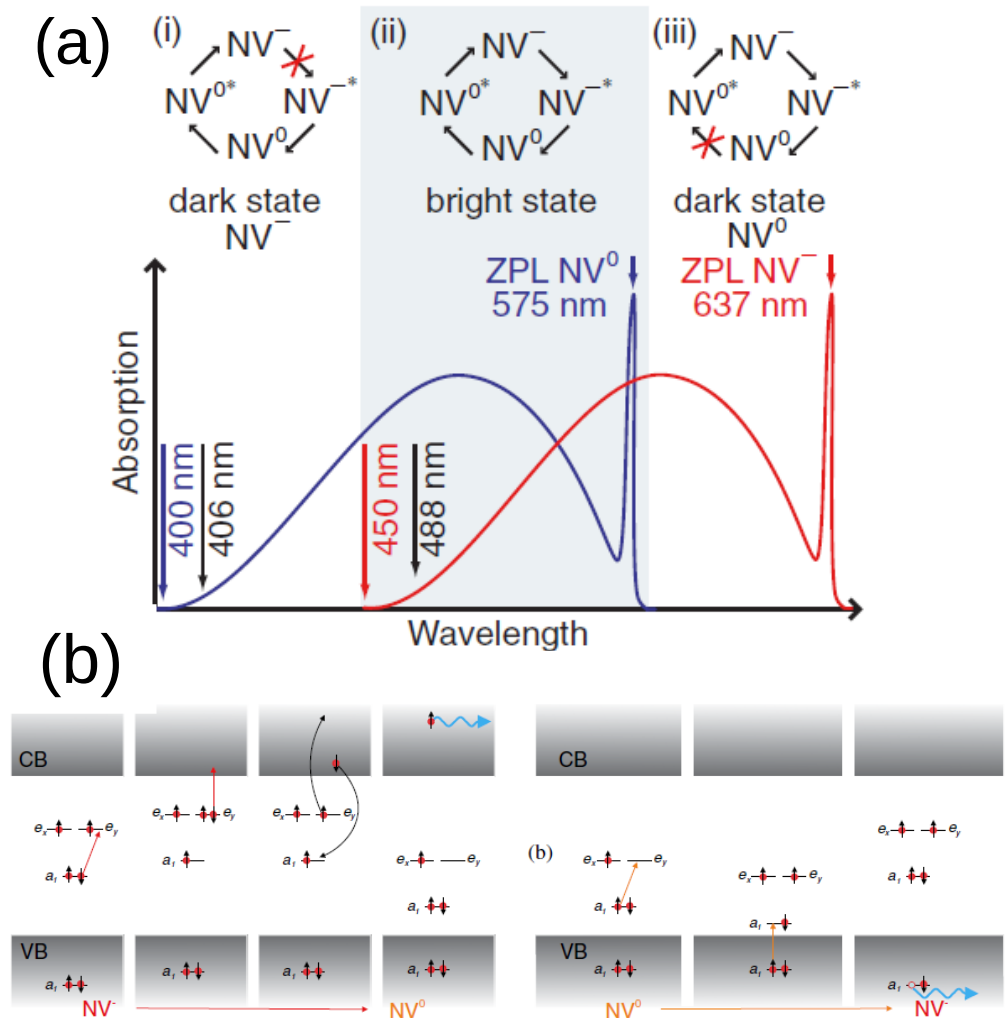 (a)
(i)
NV⁻
NV⁰*
NV⁻*
NV⁰
dark state
NV⁻
(ii)
NV⁻
NV⁰*
NV⁻*
NV⁰
bright state
(iii)
NV⁻
NV⁰*
NV⁻*
NV⁰
dark state
NV⁰
ZPL NV⁰
575 nm
ZPL NV⁻
637 nm
Absorption
400 nm
406 nm
450 nm
488 nm
Wavelength
(b)
CB
CB
eₓ e_y
eₓ e_y
eₓ e_y
eₓ e_y
(b)
eₓ e_y
eₓ e_y
eₓ e_y
a₁
a₁
a₁
a₁
a₁
a₁
a₁
VB
VB
a₁
a₁
a₁
a₁
a₁
a₁
a₁
NV⁻
NV⁰
NV⁰
NV⁻